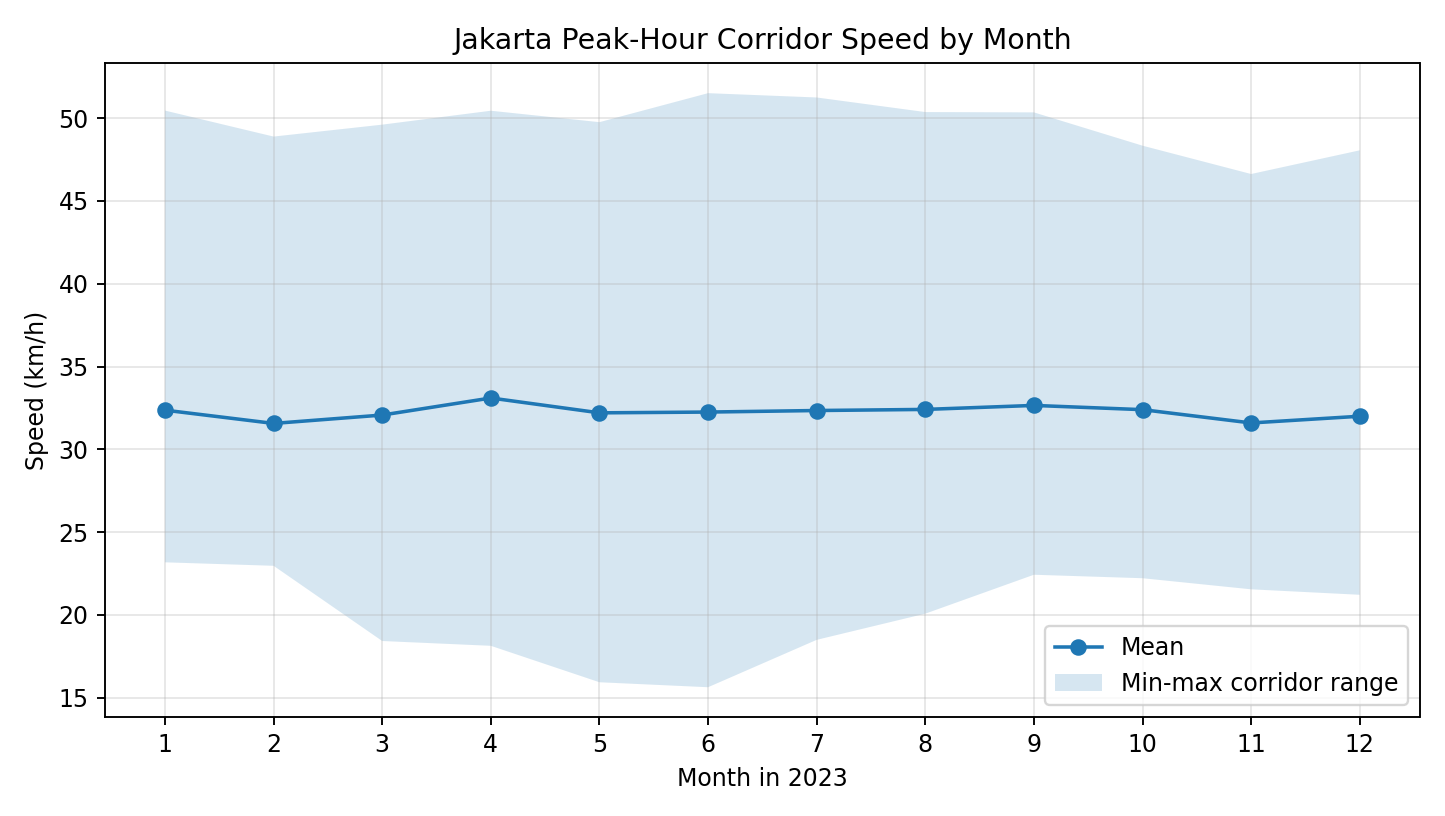 Jakarta Peak-Hour Corridor Speed by Month
Speed (km/h)
50
45
40
35
30
25
20
15
Mean
Min-max corridor range
1 2 3 4 5 6 7 8 9 10 11 12
Month in 2023